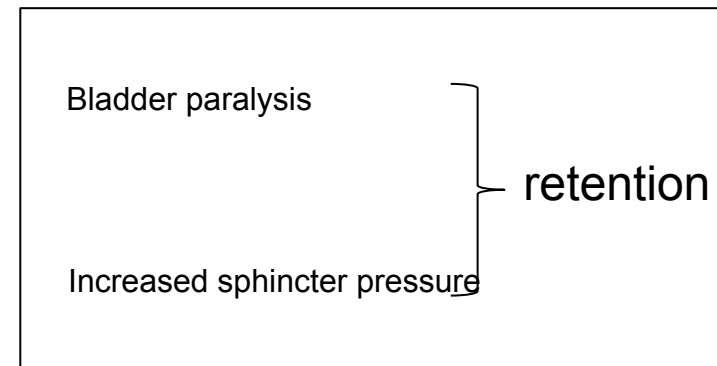 Bladder paralysis
retention
Increased sphincter pressure